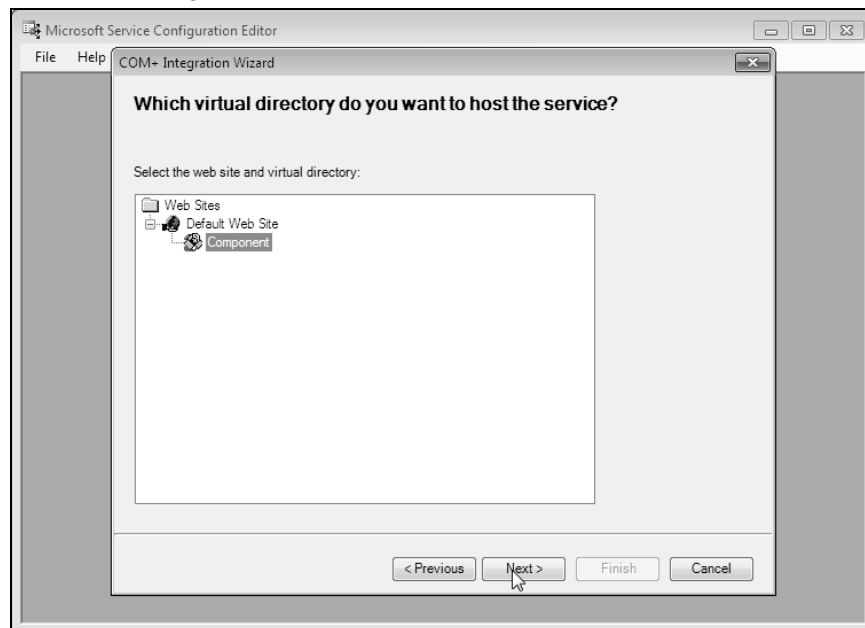 Microsoft Service Configuration Editor
File Help
COM+ Integration Wizard
Which virtual directory do you want to host the service?
Select the web site and virtual directory:
Web Sites
Default Web Site
Component
< Previous Next > Finish Cancel